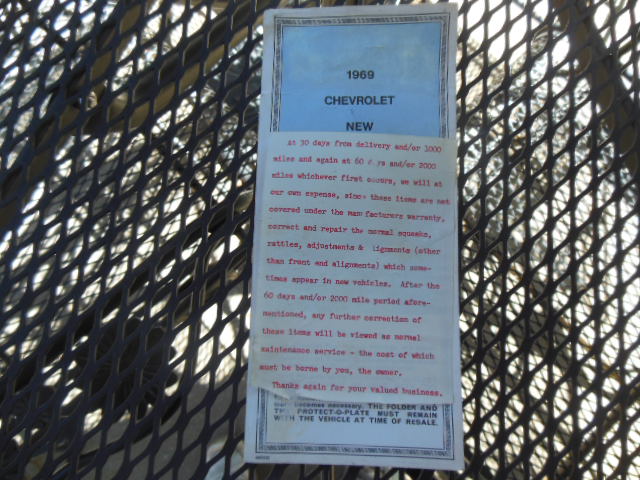 1969
CHEVROLET
NEW
At 30 days from delivery and/or 1000
miles and again at 60 days and/or 2000
miles whichever first occurs, we will at
our own expense, since these items are not
covered under the manufacturers warranty,
correct and repair the normal squeaks,
rattles, adjustments & alignments (other
than front end alignments) which some-
times appear in new vehicles. After the
60 days and/or 2000 mile period afore-
mentioned, any further correction of
these items will be viewed as normal
maintenance service - the cost of which
must be borne by you, the owner.
Thanks again for your valued business.
becomes necessary. THE FOLDER AND
THE PROTECT-O-PLATE MUST REMAIN
WITH THE VEHICLE AT TIME OF RESALE.